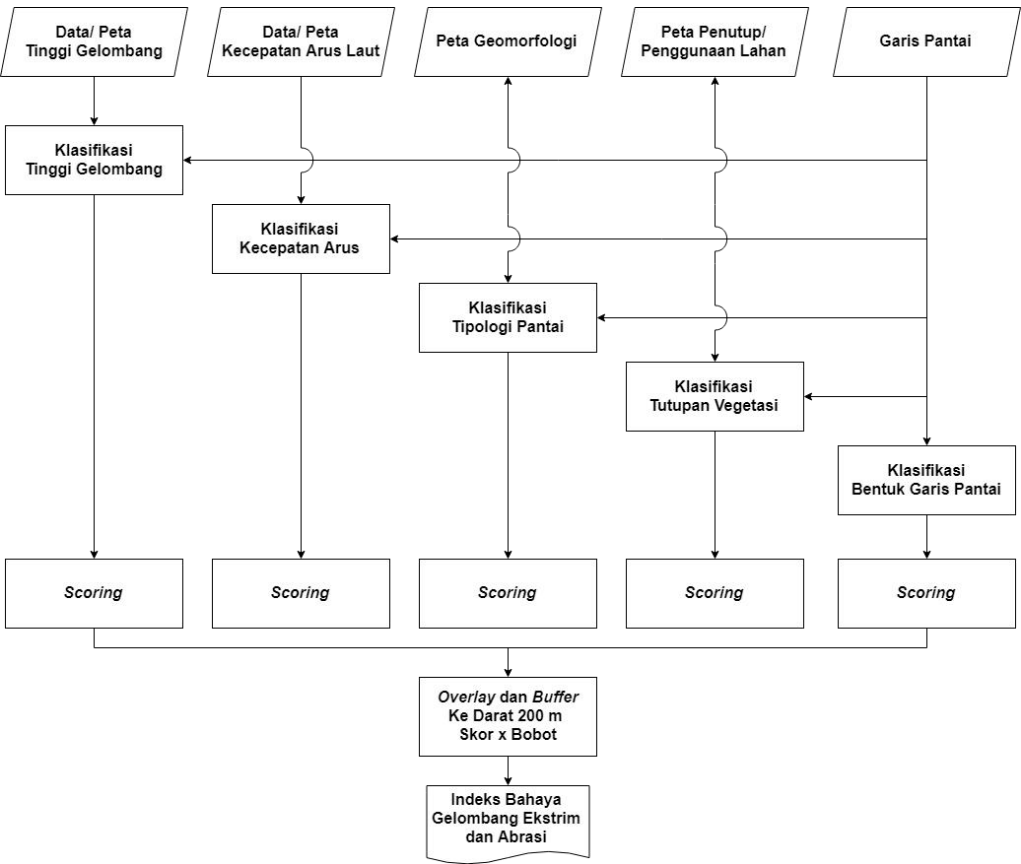 Data/ Peta
Tinggi Gelombang
Data/ Peta
Kecepatan Arus Laut
Peta Geomorfologi
Peta Penutup/
Penggunaan Lahan
Garis Pantai
Klasifikasi
Tinggi Gelombang
Klasifikasi
Kecepatan Arus
Klasifikasi
Tipologi Pantai
Klasifikasi
Tutupan Vegetasi
Klasifikasi
Bentuk Garis Pantai
Scoring
Scoring
Scoring
Scoring
Scoring
Overlay dan Buffer
Ke Darat 200 m
Skor x Bobot
Indeks Bahaya
Gelombang Ekstrim
dan Abrasi